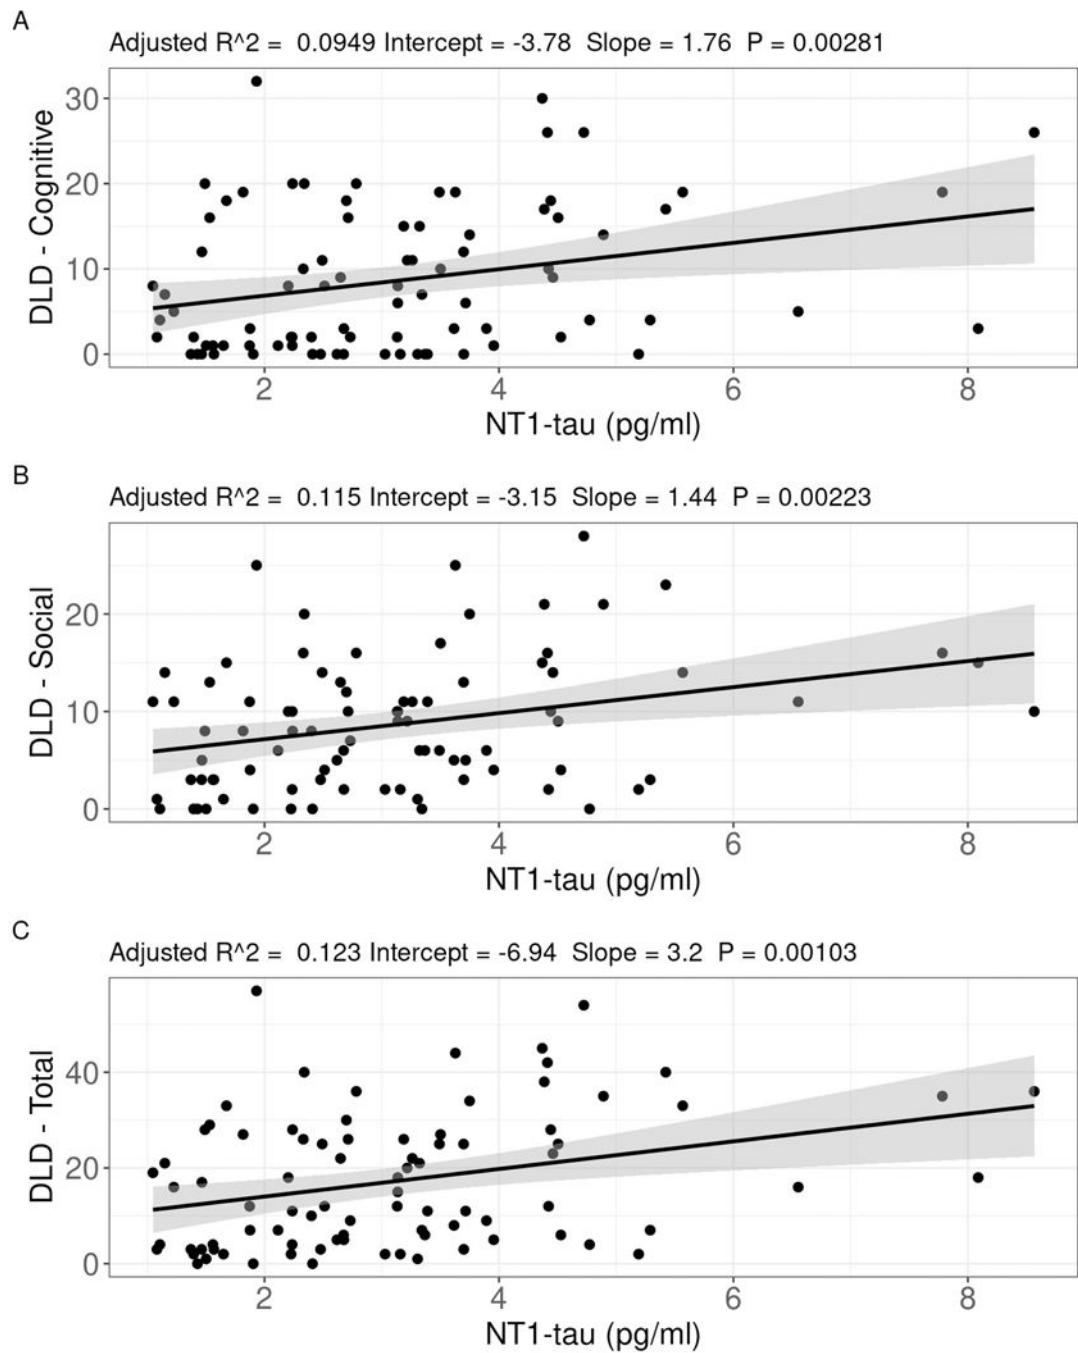 A
Adjusted R^2 =  0.0949 Intercept = -3.78  Slope = 1.76  P = 0.00281
DLD - Cognitive
30
20
10
0
2 4 6 8
NT1-tau (pg/ml)
B
Adjusted R^2 =  0.115 Intercept = -3.15  Slope = 1.44  P = 0.00223
DLD - Social
20
10
0
2 4 6 8
NT1-tau (pg/ml)
C
Adjusted R^2 =  0.123 Intercept = -6.94  Slope = 3.2  P = 0.00103
DLD - Total
40
20
0
2 4 6 8
NT1-tau (pg/ml)